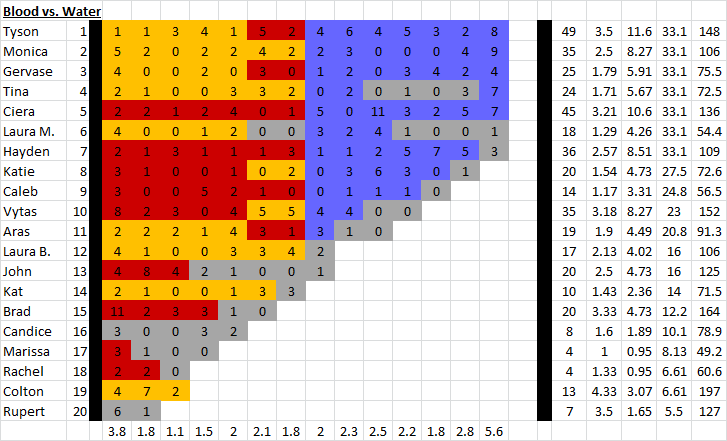 Blood vs. Water
Tyson 1 1 1 3 4 1 5 2 4 6 4 5 3 2 8 49 3.5 11.6 33.1 148
Monica 2 5 2 0 2 2 4 2 2 3 0 0 0 4 9 35 2.5 8.27 33.1 106
Gervase 3 4 0 0 2 0 3 0 1 2 0 3 4 2 4 25 1.79 5.91 33.1 75.5
Tina 4 2 1 0 0 3 3 2 0 2 0 1 0 3 7 24 1.71 5.67 33.1 72.5
Ciera 5 2 2 1 2 4 0 1 5 0 11 3 2 5 7 45 3.21 10.6 33.1 136
Laura M. 6 4 0 0 1 2 0 0 3 2 4 1 0 0 1 18 1.29 4.26 33.1 54.4
Hayden 7 2 1 3 1 1 1 3 1 1 2 5 7 5 3 36 2.57 8.51 33.1 109
Katie 8 3 1 0 0 1 0 2 0 3 6 3 0 1 20 1.54 4.73 27.5 72.6
Caleb 9 3 0 0 5 2 1 0 0 1 1 1 0 14 1.17 3.31 24.8 56.5
Vytas 10 8 2 3 0 4 5 5 4 4 0 0 35 3.18 8.27 23 152
Aras 11 2 2 2 1 4 3 1 3 1 0 19 1.9 4.49 20.8 91.3
Laura B. 12 4 1 0 0 3 3 4 2 17 2.13 4.02 16 106
John 13 4 8 4 2 1 0 0 1 20 2.5 4.73 16 125
Kat 14 2 1 0 0 1 3 3 10 1.43 2.36 14 71.5
Brad 15 11 2 3 3 1 0 20 3.33 4.73 12.2 164
Candice 16 3 0 0 3 2 8 1.6 1.89 10.1 78.9
Marissa 17 3 1 0 0 4 1 0.95 8.13 49.2
Rachel 18 2 2 0 4 1.33 0.95 6.61 60.6
Colton 19 4 7 2 13 4.33 3.07 6.61 197
Rupert 20 6 1 7 3.5 1.65 5.5 127
3.8 1.8 1.1 1.5 2 2.1 1.8 2 2.3 2.5 2.2 1.8 2.8 5.6